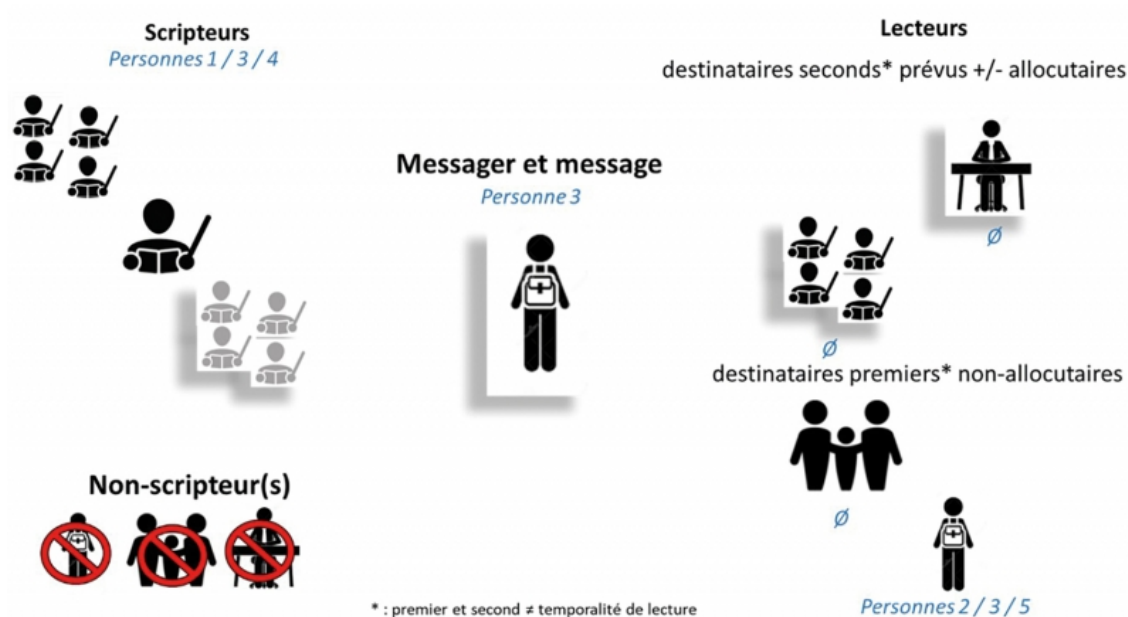 Scripteurs
Personnes 1 / 3 / 4
Lecteurs
destinataires seconds* prévus +/- allocutaires
Messager et message
Personne 3
Ø
Ø
destinataires premiers* non-allocutaires
Ø
Non-scripteur(s)
* : premier et second ≠ temporalité de lecture
Personnes 2 / 3 / 5